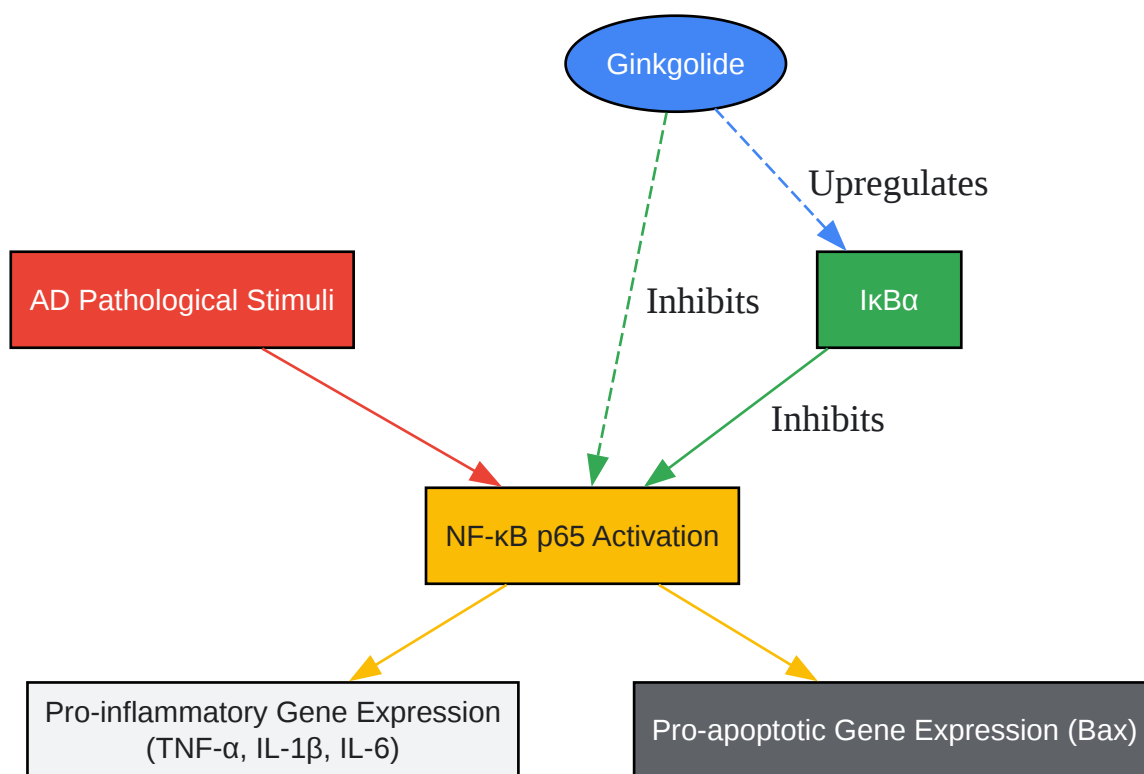 Ginkgolide
Upregulates
AD Pathological Stimuli
Inhibits
IκBα
Inhibits
NF-κB p65 Activation
Pro-inflammatory Gene Expression
(TNF-α, IL-1β, IL-6)
Pro-apoptotic Gene Expression (Bax)